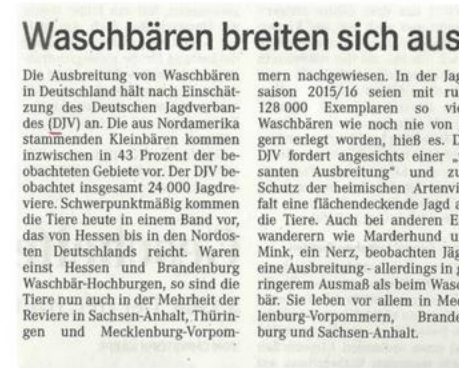 Waschbären breiten sich aus
Die Ausbreitung von Waschbären
in Deutschland hält nach Einschät-
zung des Deutschen Jagdverban-
des (DJV) an. Die aus Nordamerika
stammenden Kleinbären kommen
inzwischen in 43 Prozent der be-
obachteten Gebiete vor. Der DJV be-
obachtet insgesamt 24 000 Jagdre-
viere. Schwerpunktmäßig kommen
die Tiere heute in einem Band vor,
das von Hessen bis in den Nordos-
ten Deutschlands reicht. Waren
einst Hessen und Brandenburg
Waschbär-Hochburgen, so sind die
Tiere nun auch in der Mehrheit der
Reviere in Sachsen-Anhalt, Thürin-
gen und Mecklenburg-Vorpom-
mern nachgewiesen. In der
saison 2015/16 seien mit
128 000 Exemplaren so
Waschbären wie noch nie von
gern erlegt worden, hieß es.
DJV fordert angesichts einer
santen Ausbreitung“ und
Schutz der heimischen
falt eine flächendeckende Jagd
die Tiere. Auch bei anderen
wanderern wie Marderhund
Mink, ein Nerz, beobachten
eine Ausbreitung - allerdings in
ringerem Ausmaß als beim
bär. Sie leben vor allem in
lenburg-Vorpommern,
burg und Sachsen-Anhalt.